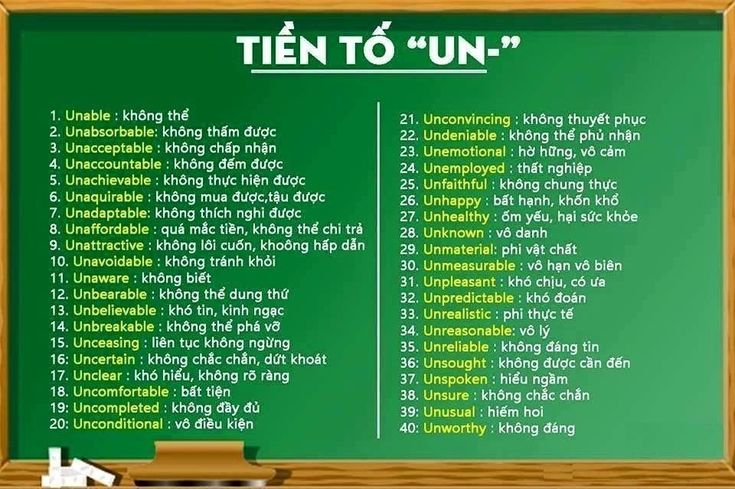 TIỀN TỐ “UN-”
1. Unable : không thể
2. Unabsorbable: không thấm được
3. Unacceptable : không chấp nhận
4. Unaccountable : không đếm được
5. Unachievable : không thực hiện được
6. Unaquirable : không mua được,tậu được
7. Unadaptable: không thích nghi được
8. Unaffordable : quá mắc tiền, không thể chi trả
9. Unattractive : không lôi cuốn, khoông hấp dẫn
10. Unavoidable : không tránh khỏi
11. Unaware : không biết
12. Unbearable : không thể dung thứ
13. Unbelievable : khó tin, kinh ngạc
14. Unbreakable : không thể phá vỡ
15. Unceasing : liên tục không ngừng
16: Uncertain : không chắc chắn, dứt khoát
17. Unclear : khó hiểu, không rõ ràng
18. Uncomfortable : bất tiện
19: Uncompleted : không đầy đủ
20: Unconditional : vô điều kiện
21. Unconvincing : không thuyết phục
22. Undeniable : không thể phủ nhận
23. Unemotional : hờ hững, vô cảm
24. Unemployed : thất nghiệp
25. Unfaithful : không chung thực
26. Unhappy : bất hạnh, khốn khổ
27. Unhealthy : ốm yếu, hại sức khỏe
28. Unknown : vô danh
29. Unmaterial: phi vật chất
30. Unmeasurable : vô hạn vô biên
31. Unpleasant : khó chịu, có ưa
32. Unpredictable : khó đoán
33. Unrealistic : phi thực tế
34. Unreasonable: vô lý
35. Unreliable : không đáng tin
36: Unsought : không được cần đến
37. Unspoken : hiểu ngầm
38. Unsure : không chắc chắn
39: Unusual : hiếm hoi
40: Unworthy : không đáng